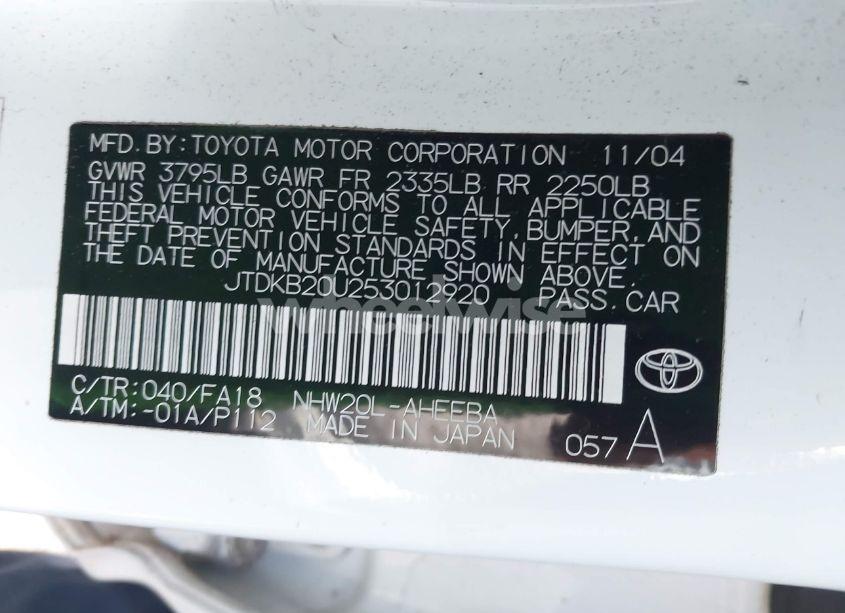 MFD. BY: TOYOTA MOTOR CORPORATION 11/04
GVWR 3795LB GAWR FR 2335LB RR 2250LB
THIS VEHICLE CONFORMS TO ALL APPLICABLE
FEDERAL MOTOR VEHICLE SAFETY, BUMPER, AND
THEFT PREVENTION STANDARDS IN EFFECT ON
THE DATE OF MANUFACTURE SHOWN ABOVE.
JTDKB20U253012920 PASS. CAR
wheelwise
C/TR: 040/FA18 NHW20L-AHEEBA
A/TM: -01A/P112 MADE IN JAPAN 057 A